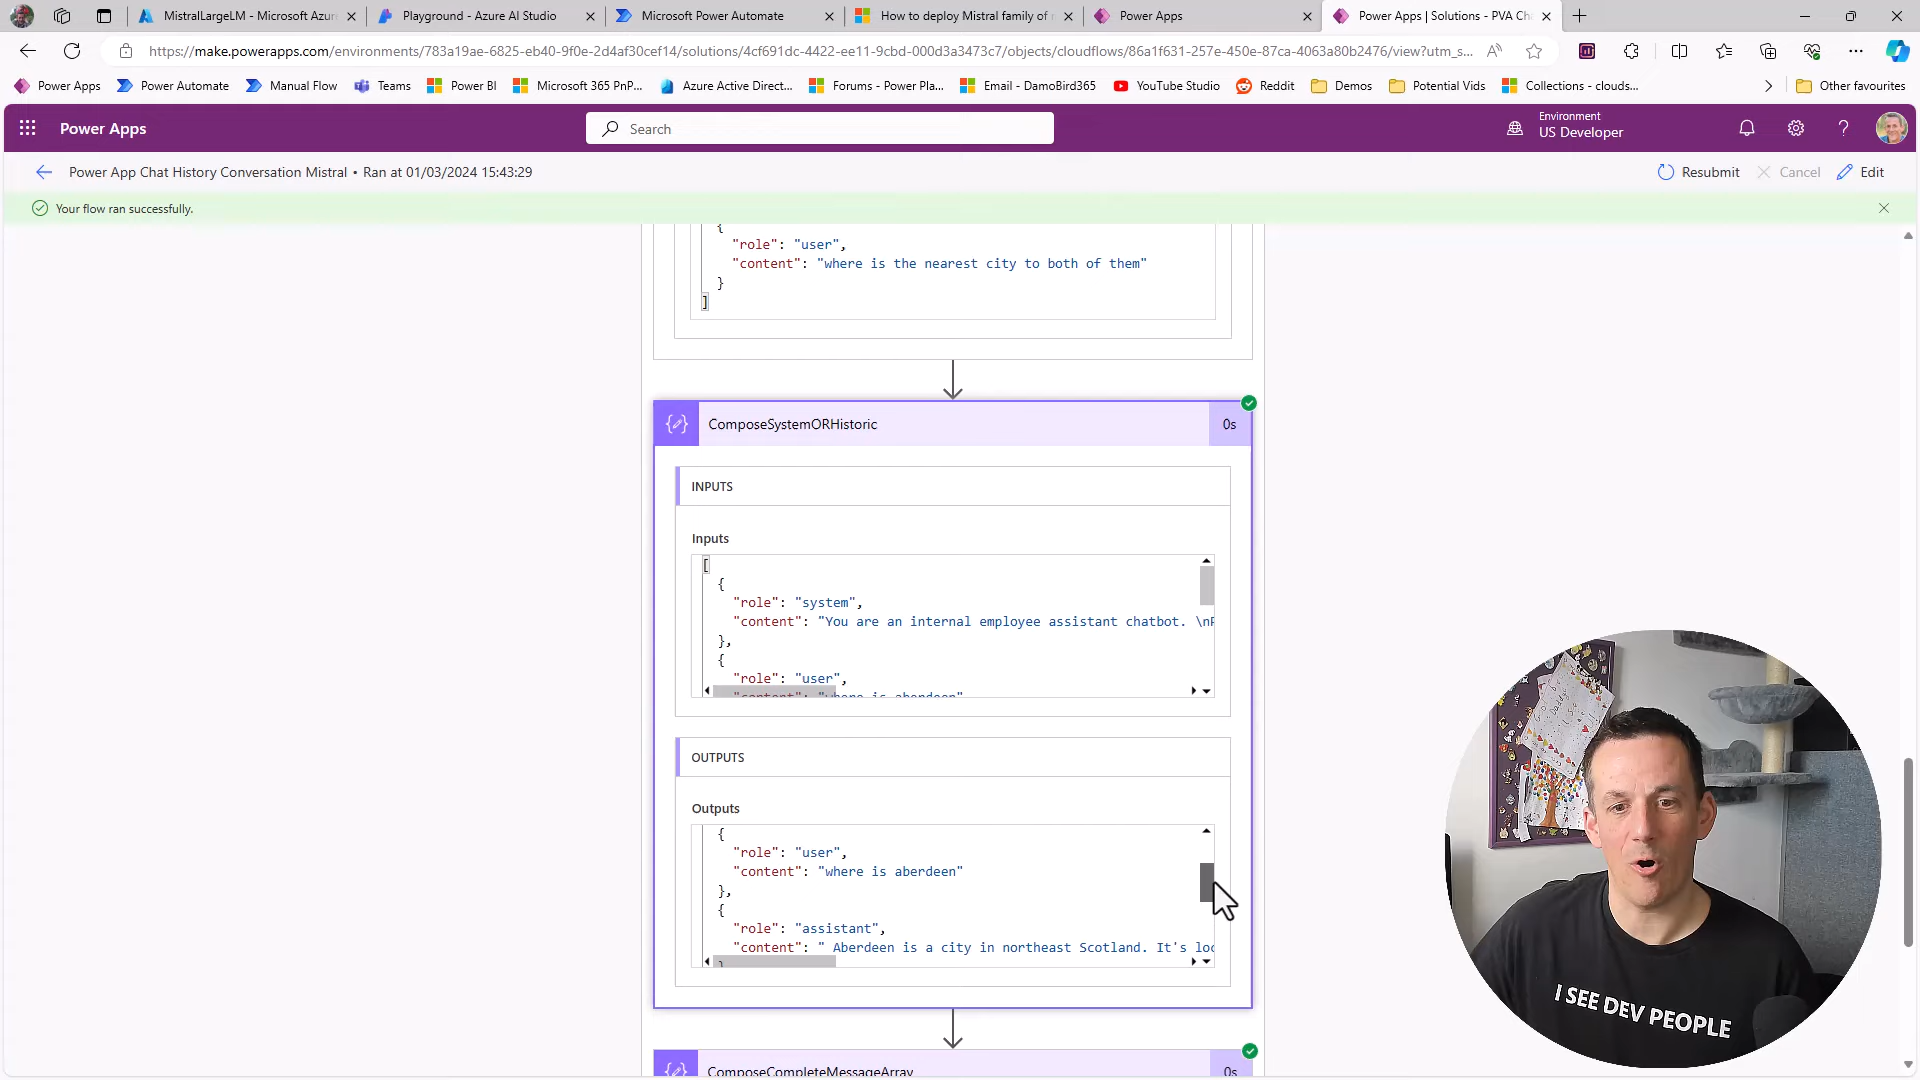 MistralLargeLM - Microsoft Azur
Playground - Azure AI Studio
Microsoft Power Automate
How to deploy Mistral family of r
Power Apps
Power Apps | Solutions - PVA Cha
https://make.powerapps.com/environments/783a19ae-6825-eb40-9f0e-2d4af30cef14/solutions/4cf691dc-4422-ee11-9cbd-000d3a3473c7/objects/cloudflows/86a1f631-257e-450e-87ca-4063a80b2476/view?utm_s...
Power Apps
Power Automate
Manual Flow
Teams
Power BI
Microsoft 365 PnP...
Azure Active Direct...
Forums - Power Pla...
Email - DamoBird365
YouTube Studio
Reddit
Demos
Potential Vids
Collections - clouds...
Other favourites
Power Apps
Search
Environment
US Developer
Power App Chat History Conversation Mistral • Ran at 01/03/2024 15:43:29
Resubmit
Cancel
Edit
Your flow ran successfully.
{
"role": "user",
"content": "where is the nearest city to both of them"
}
]
ComposeSystemORHistoric
0s
INPUTS
Inputs
[
{
"role": "system",
"content": "You are an internal employee assistant chatbot. \nP
},
{
"role": "user",
"content": "where is aberdeen"
OUTPUTS
Outputs
{
"role": "user",
"content": "where is aberdeen"
},
{
"role": "assistant",
"content": " Aberdeen is a city in northeast Scotland. It's loc
}
ComposeCompleteMessageArray
0s
I SEE DEV PEOPLE